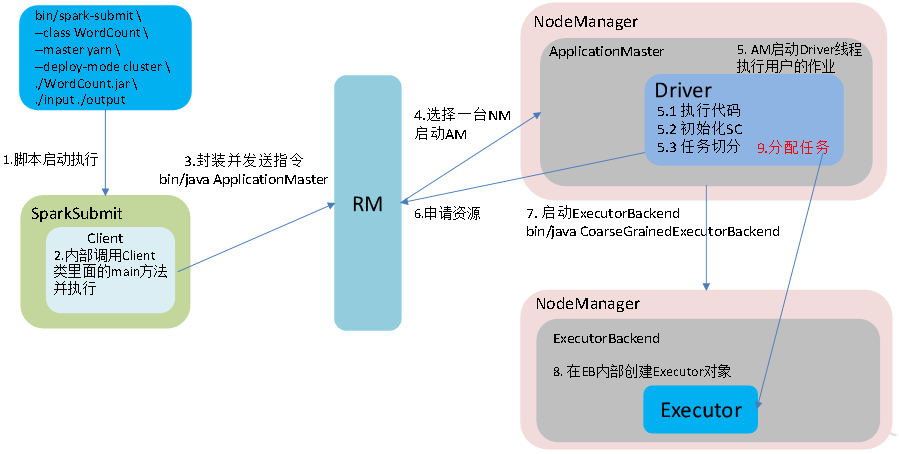 bin/spark-submit \
--class WordCount \
--master yarn \
--deploy-mode cluster \
./WordCount.jar \
./input ./output
1.脚本启动执行
SparkSubmit
Client
2.内部调用Client
类里面的main方法
并执行
3.封装并发送指令
bin/java ApplicationMaster
RM
4.选择一台NM
启动AM
6.申请资源
NodeManager
ApplicationMaster
5. AM启动Driver线程
执行用户的作业
Driver
5.1 执行代码
5.2 初始化SC
5.3 任务切分
9.分配任务
7. 启动ExecutorBackend
bin/java CoarseGrainedExecutorBackend
NodeManager
ExecutorBackend
8. 在EB内部创建Executor对象
Executor